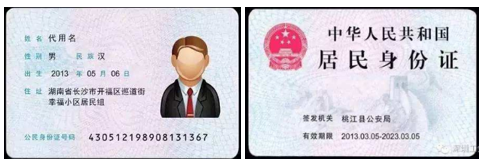 姓名 代用名
性别 男 民族 汉
出生 2013 年 05 月 06 日
住址 湖南省长沙市开福区巡道街
幸福小区居民组
公民身份证号码 430512198908131367
中华人民共和国
居民身份证
签发机关 桃江县公安局
有效期限 2013.03.05-2023.03.05